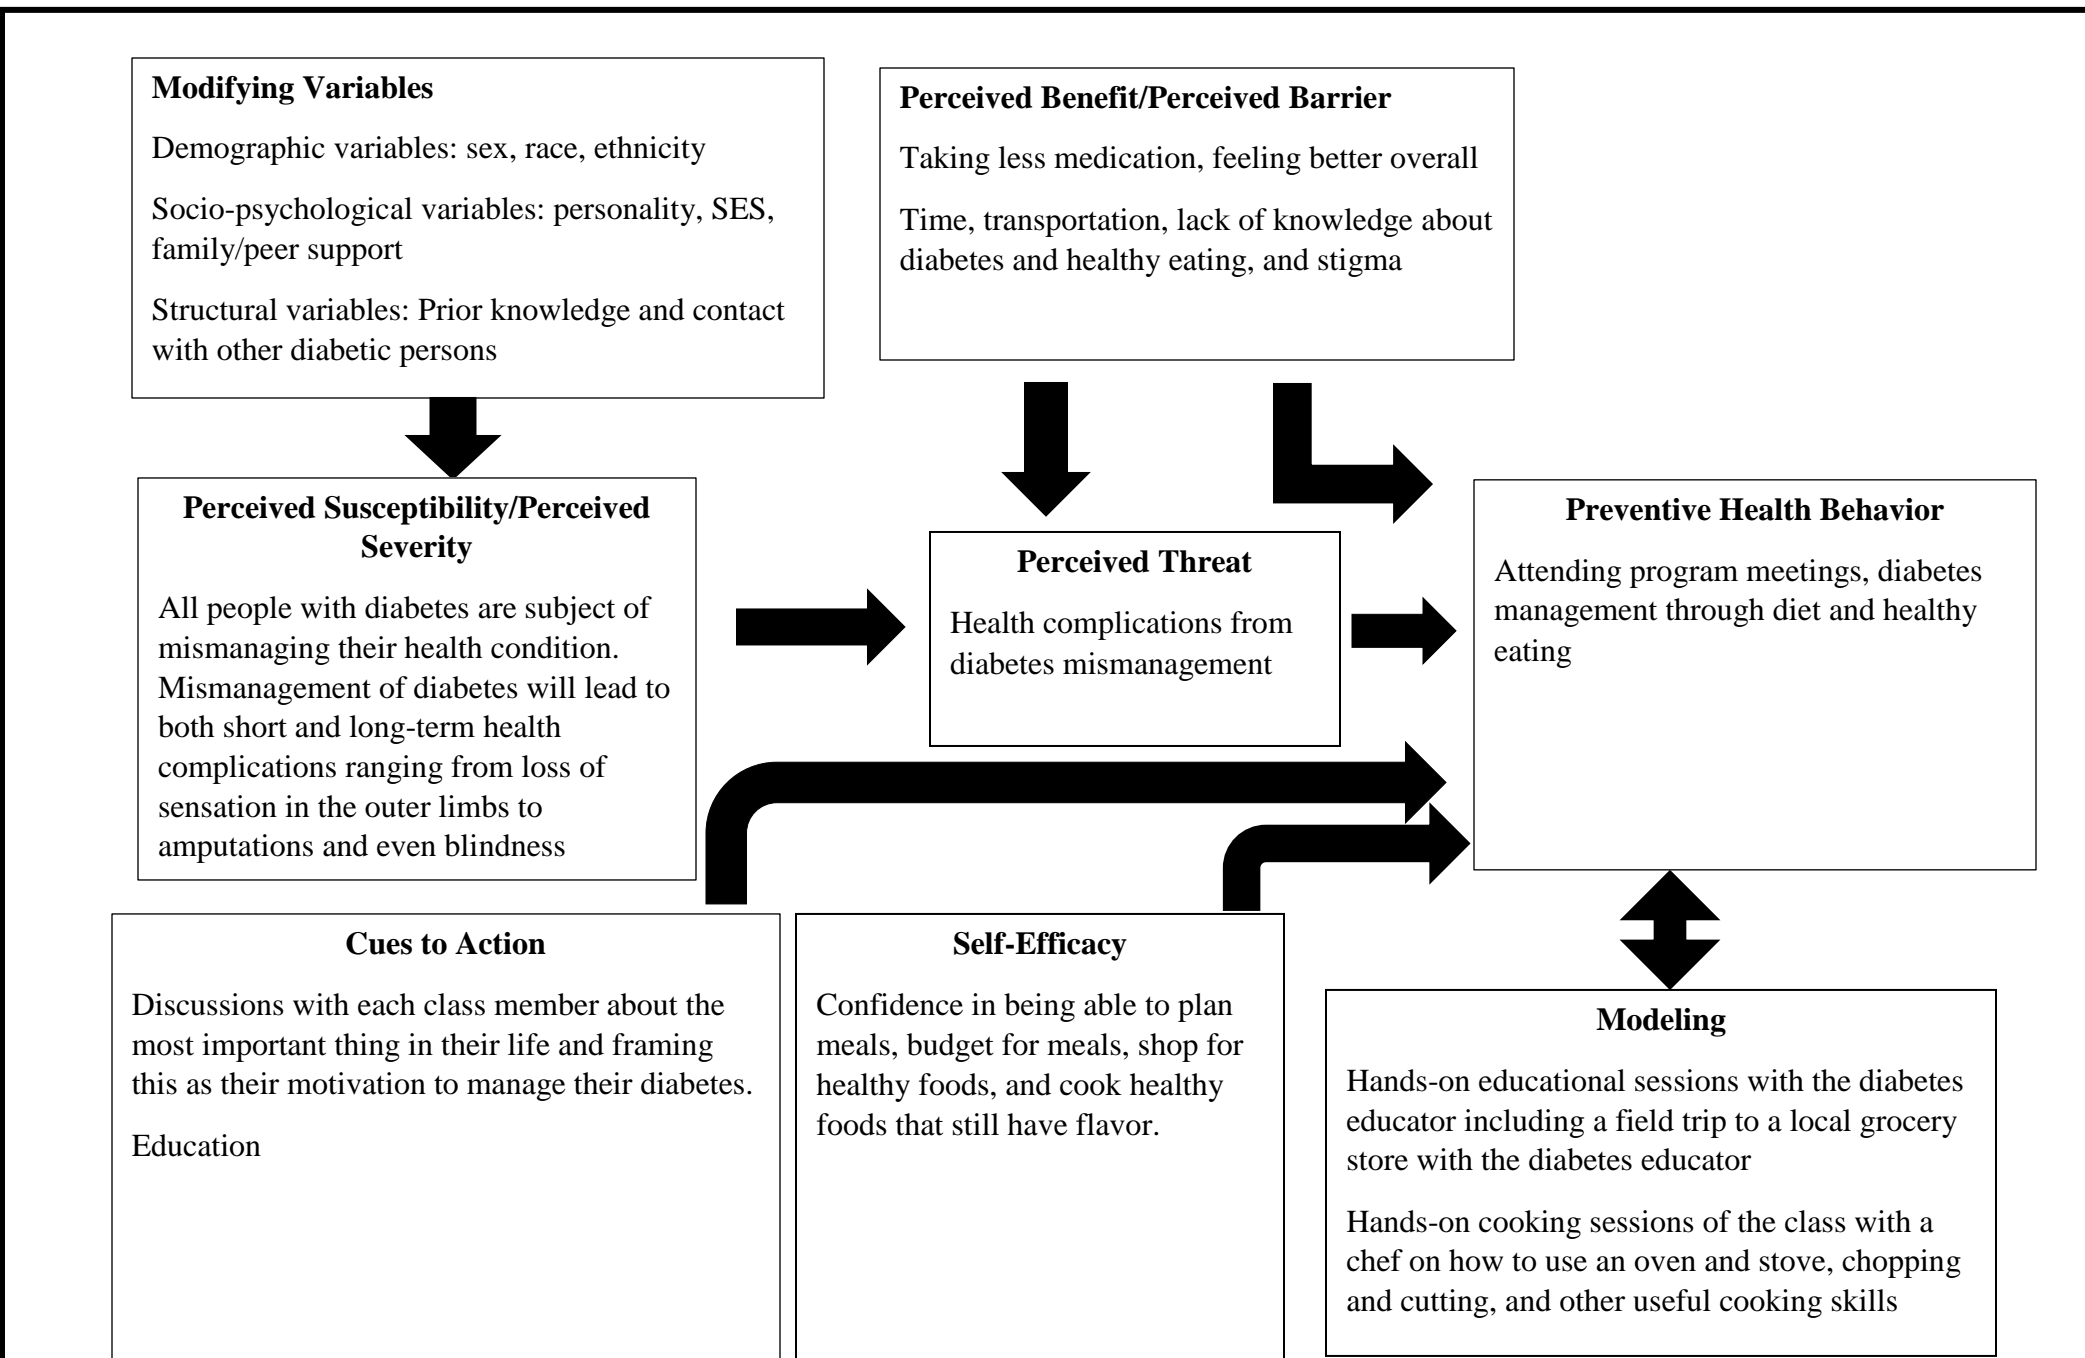 Modifying Variables
Demographic variables: sex, race, ethnicity
Socio-psychological variables: personality, SES,
family/peer support
Structural variables: Prior knowledge and contact
with other diabetic persons
Perceived Benefit/Perceived Barrier
Taking less medication, feeling better overall
Time, transportation, lack of knowledge about
diabetes and healthy eating, and stigma
Perceived Susceptibility/Perceived
Severity
All people with diabetes are subject of
mismanaging their health condition.
Mismanagement of diabetes will lead to
both short and long-term health
complications ranging from loss of
sensation in the outer limbs to
amputations and even blindness
Perceived Threat
Health complications from
diabetes mismanagement
Preventive Health Behavior
Attending program meetings, diabetes
management through diet and healthy
eating
Cues to Action
Discussions with each class member about the
most important thing in their life and framing
this as their motivation to manage their diabetes.
Education
Self-Efficacy
Confidence in being able to plan
meals, budget for meals, shop for
healthy foods, and cook healthy
foods that still have flavor.
Modeling
Hands-on educational sessions with the diabetes
educator including a field trip to a local grocery
store with the diabetes educator
Hands-on cooking sessions of the class with a
chef on how to use an oven and stove, chopping
and cutting, and other useful cooking skills